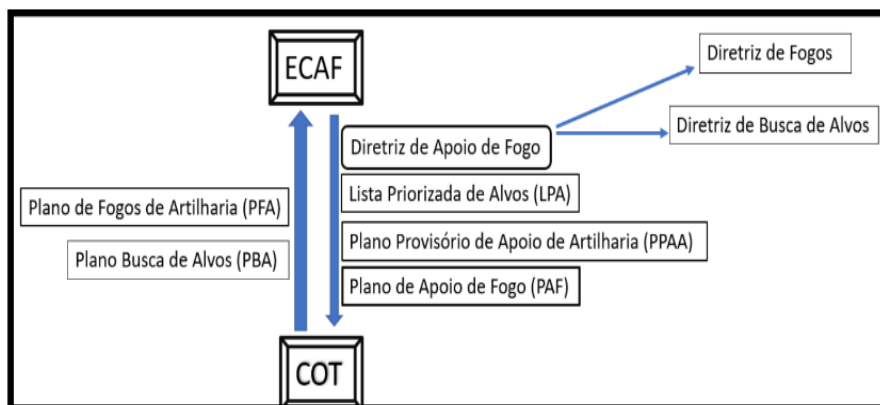 ECAF
Diretriz de Fogos
Diretriz de Busca de Alvos
Diretriz de Apoio de Fogo
Lista Priorizada de Alvos (LPA)
Plano de Fogos de Artilharia (PFA)
Plano Provisório de Apoio de Artilharia (PPAA)
Plano Busca de Alvos (PBA)
Plano de Apoio de Fogo (PAF)
COT